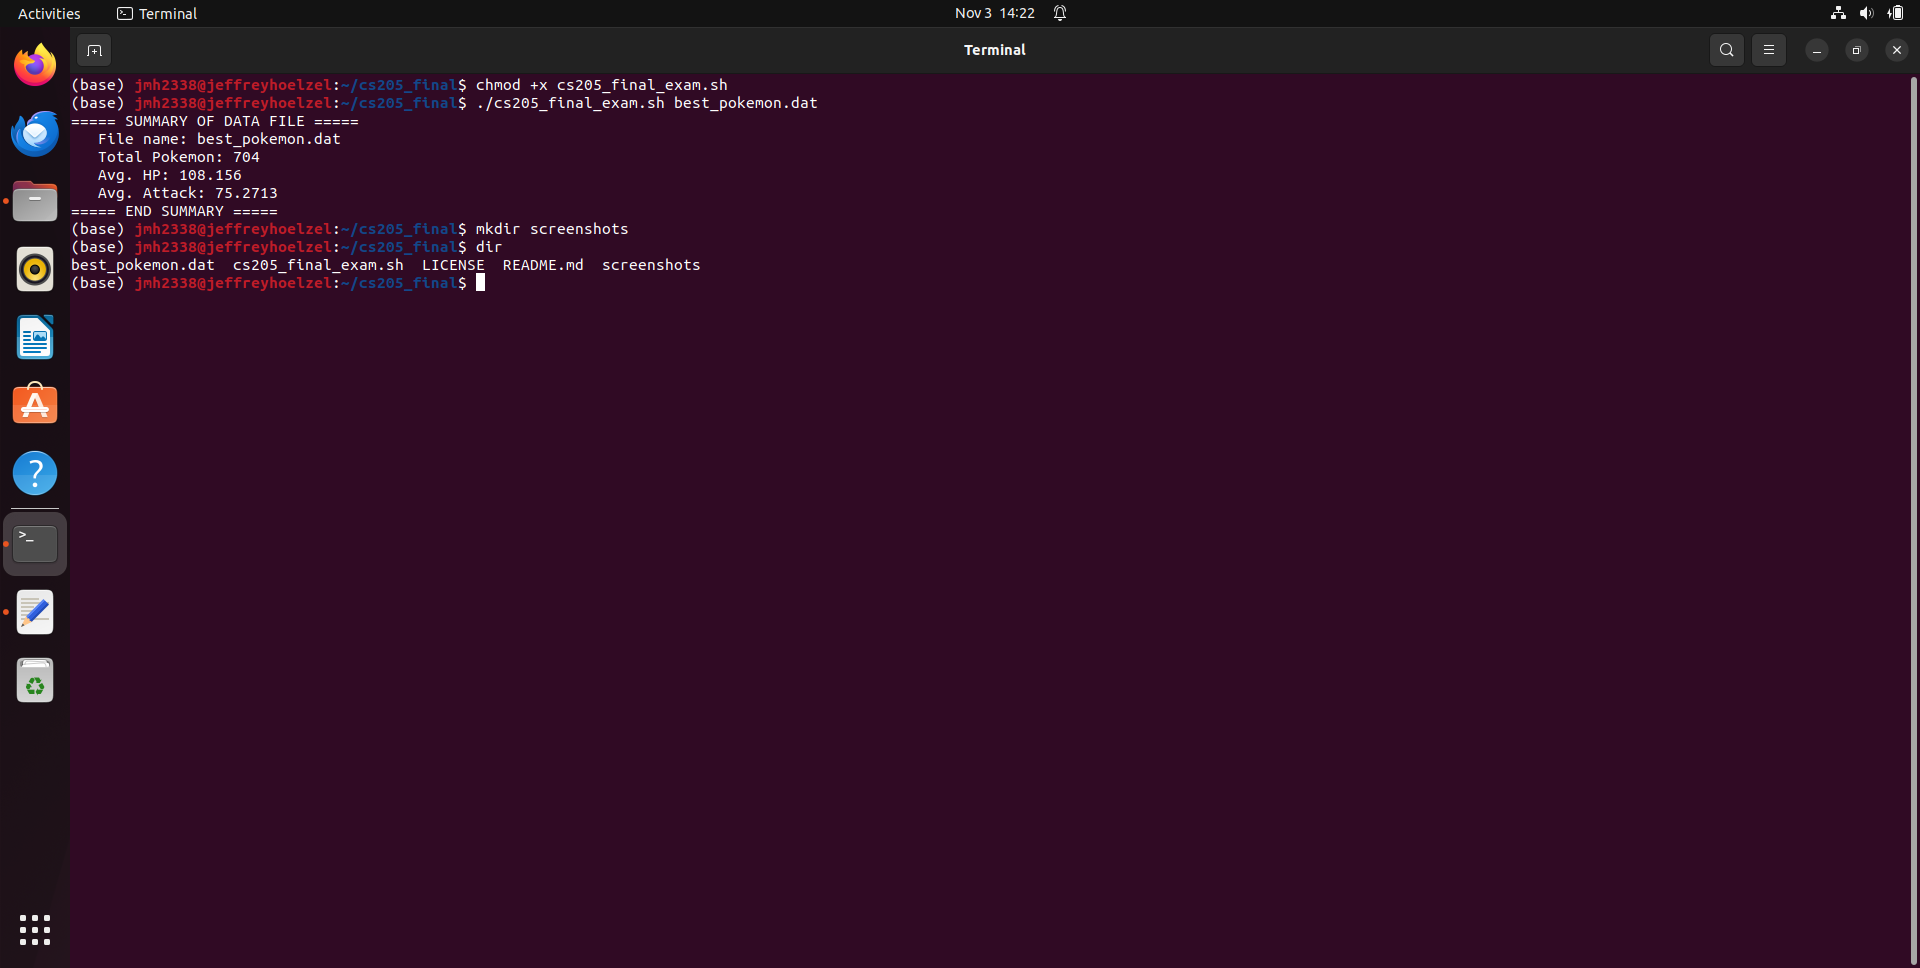 Activities Terminal Nov 3 14:22
Terminal
(base) jmh2338@jeffreyhoelzel:~/cs205_final$ chmod +x cs205_final_exam.sh
(base) jmh2338@jeffreyhoelzel:~/cs205_final$ ./cs205_final_exam.sh best_pokemon.dat
===== SUMMARY OF DATA FILE =====
   File name: best_pokemon.dat
   Total Pokemon: 704
   Avg. HP: 108.156
   Avg. Attack: 75.2713
===== END SUMMARY =====
(base) jmh2338@jeffreyhoelzel:~/cs205_final$ mkdir screenshots
(base) jmh2338@jeffreyhoelzel:~/cs205_final$ dir
best_pokemon.dat  cs205_final_exam.sh  LICENSE  README.md  screenshots
(base) jmh2338@jeffreyhoelzel:~/cs205_final$